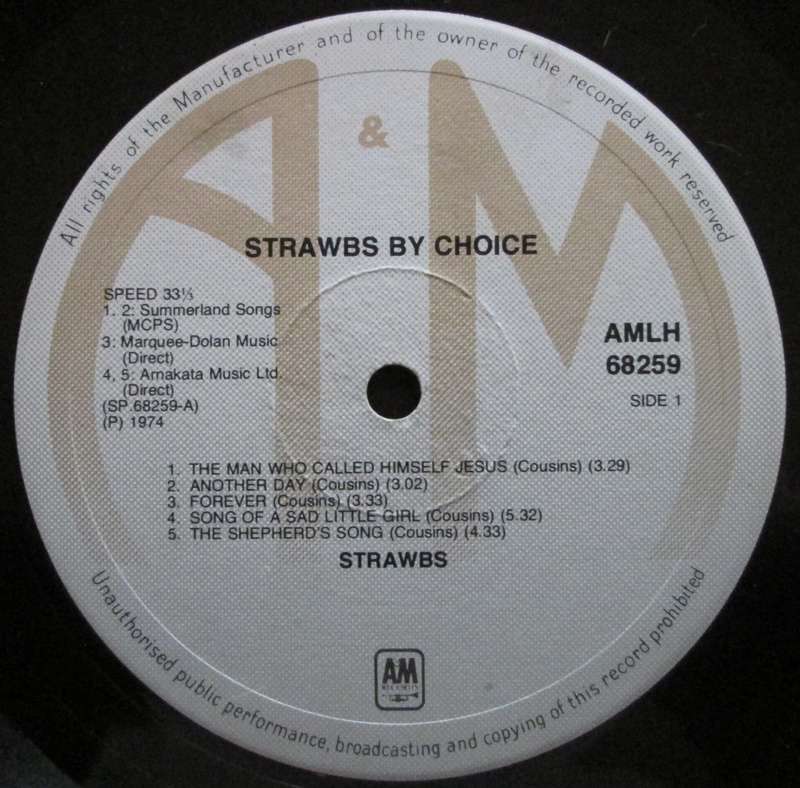 All rights of the Manufacturer and of the owner of the recorded work reserved
A & M
STRAWBS BY CHOICE
SPEED 33⅓
1, 2: Summerland Songs
(MCPS)
3: Marquee-Dolan Music
(Direct)
4, 5: Arnakata Music Ltd.
(Direct)
(SP.68259-A)
(P) 1974
AMLH
68259
SIDE 1
1. THE MAN WHO CALLED HIMSELF JESUS (Cousins) (3.29)
2. ANOTHER DAY (Cousins) (3.02)
3. FOREVER (Cousins) (3.33)
4. SONG OF A SAD LITTLE GIRL (Cousins) (5.32)
5. THE SHEPHERD'S SONG (Cousins) (4.33)
STRAWBS
AM
RECORDS
Unauthorised public performance, broadcasting and copying of this record prohibited